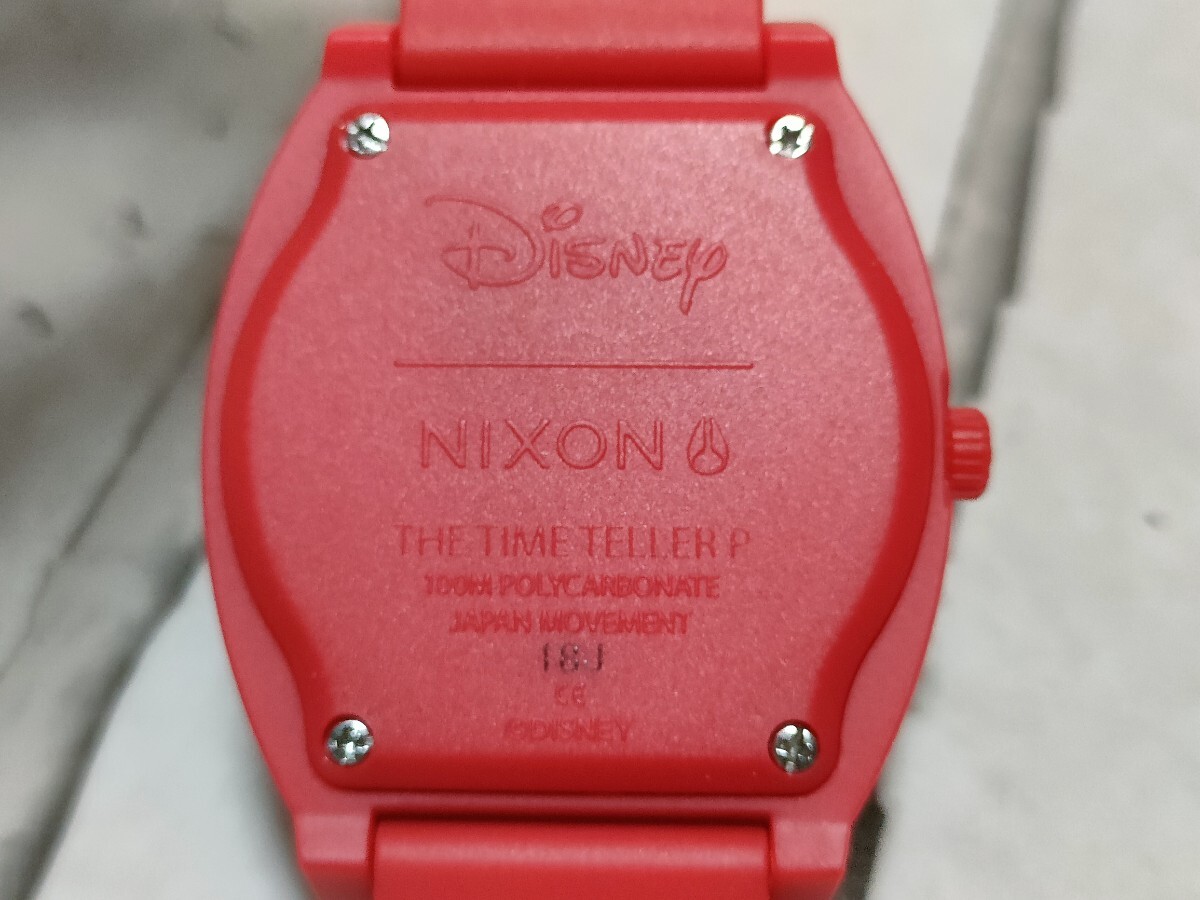 Disney
NIXON
THE TIME TELLER P
100M POLYCARBONATE
JAPAN MOVEMENT
18J
CE
©DISNEY